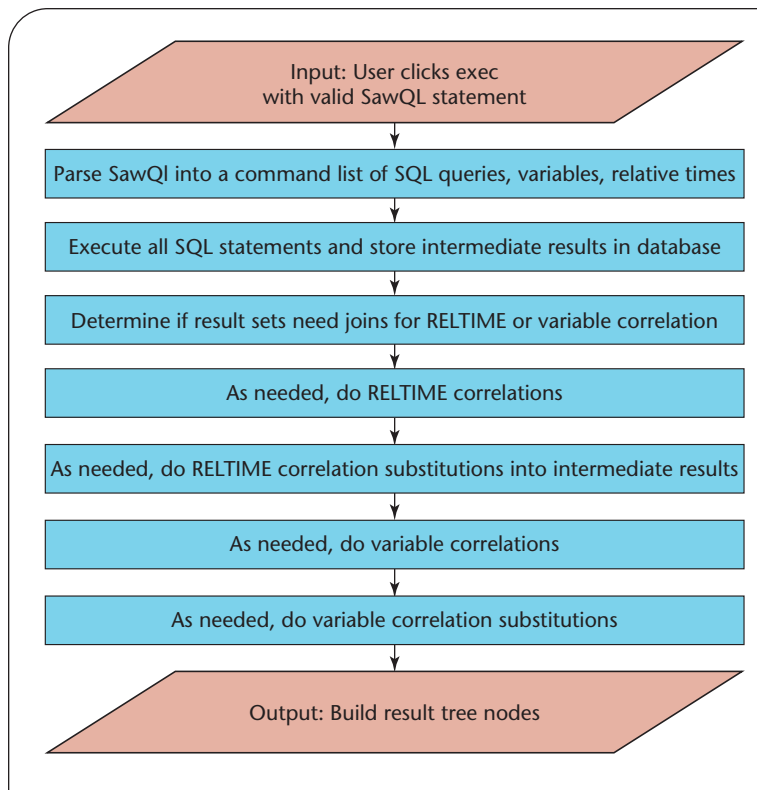 Input: User clicks exec
with valid SawQL statement
Parse SawQl into a command list of SQL queries, variables, relative times
Execute all SQL statements and store intermediate results in database
Determine if result sets need joins for RELTIME or variable correlation
As needed, do RELTIME correlations
As needed, do RELTIME correlation substitutions into intermediate results
As needed, do variable correlations
As needed, do variable correlation substitutions
Output: Build result tree nodes